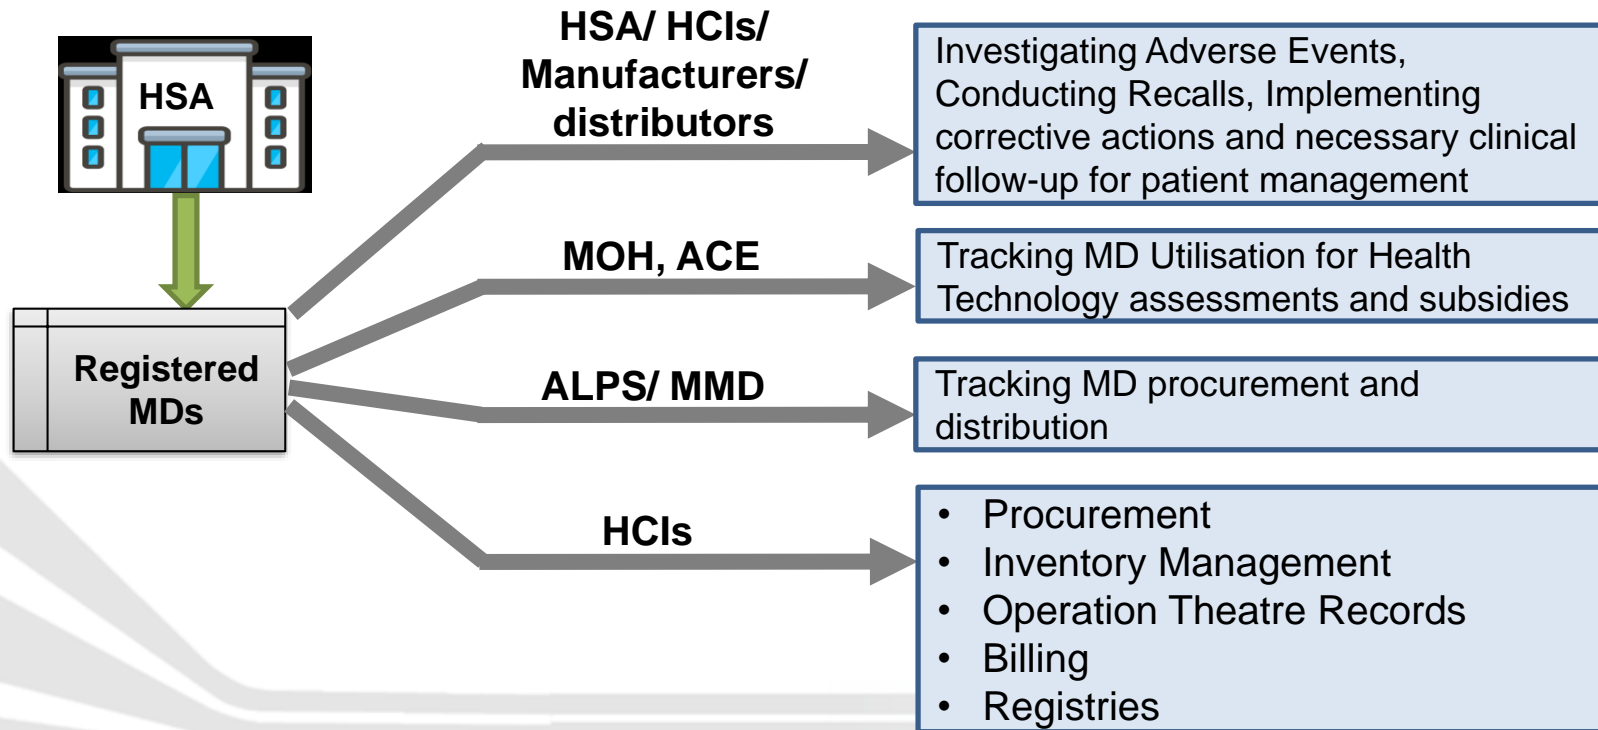 HSA
Registered
MDs
HSA/ HCIs/
Manufacturers/
distributors
Investigating Adverse Events,
Conducting Recalls, Implementing
corrective actions and necessary clinical
follow-up for patient management
MOH, ACE
Tracking MD Utilisation for Health
Technology assessments and subsidies
ALPS/ MMD
Tracking MD procurement and
distribution
HCIs
• Procurement
• Inventory Management
• Operation Theatre Records
• Billing
• Registries